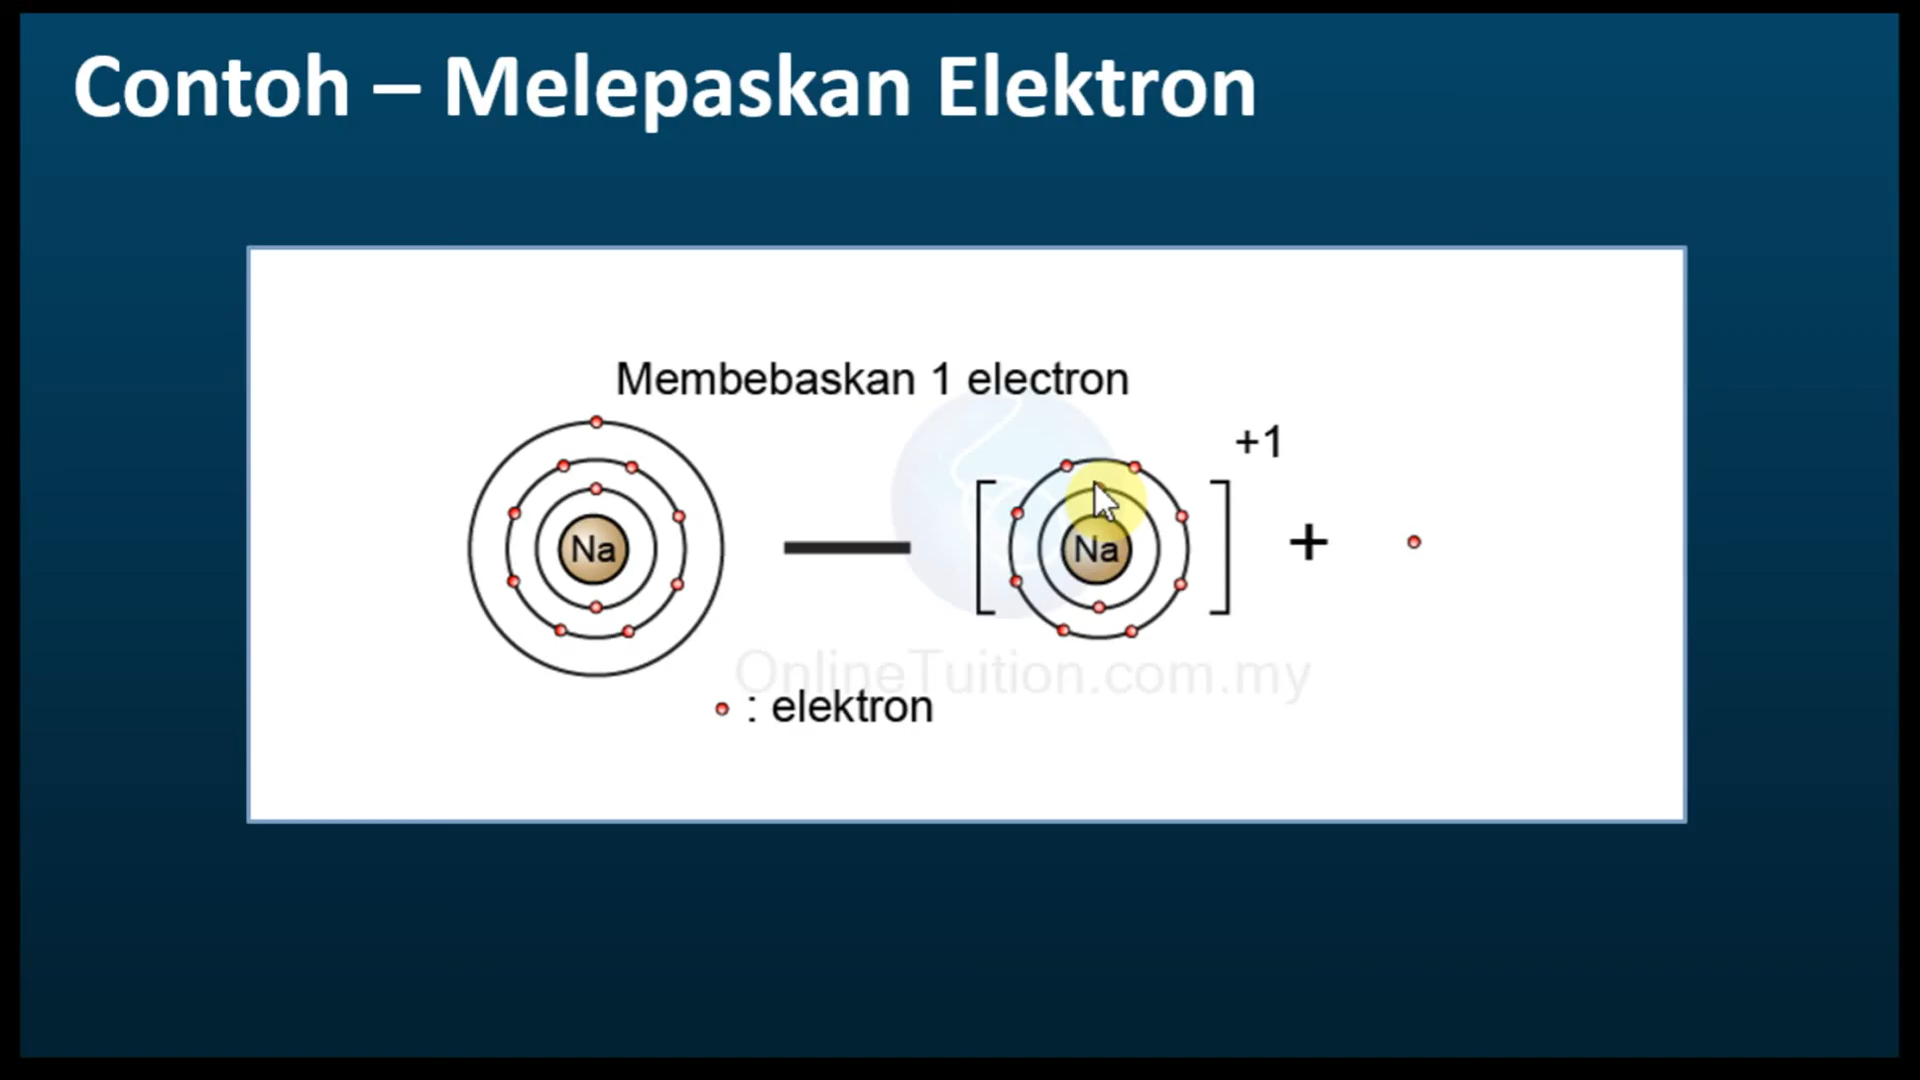 Contoh – Melepaskan Elektron
Membebaskan 1 electron
+1
Na
Na
+
OnlineTuition.com.my
: elektron